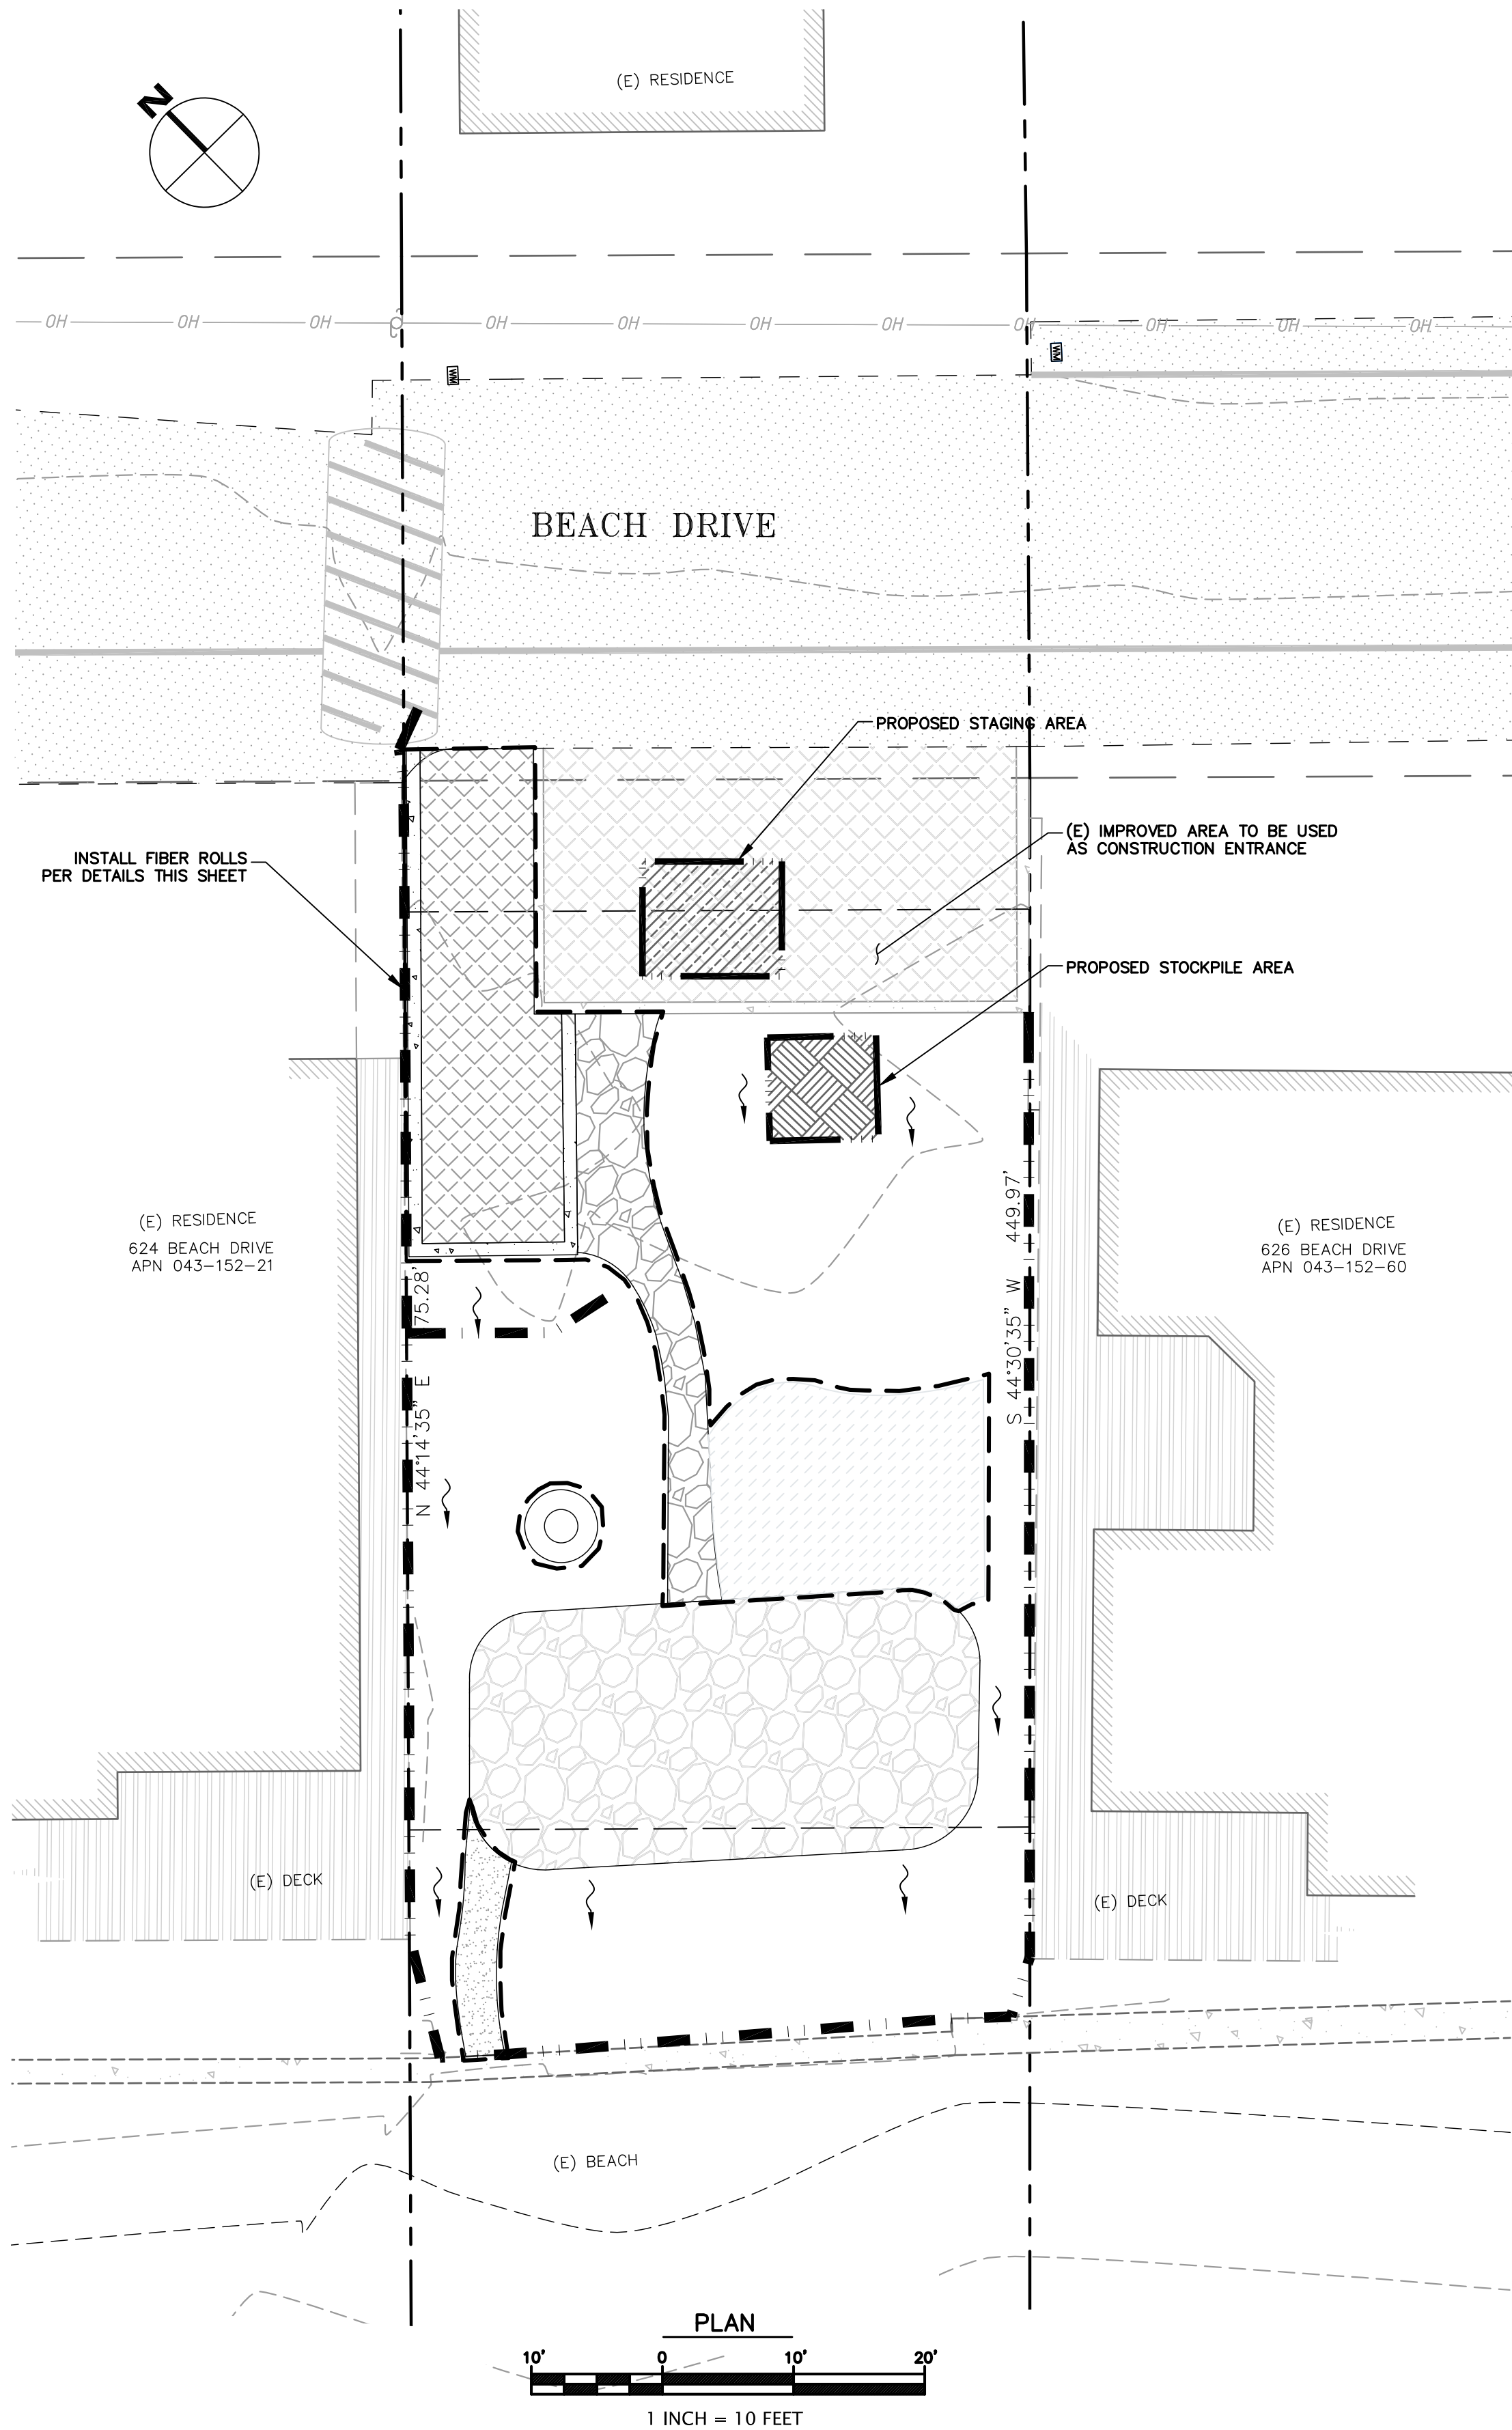 (E) RESIDENCE
N
OH OH OH OH OH OH OH OH OH OH OH
WM
WM
BEACH DRIVE
PROPOSED STAGING AREA
(E) IMPROVED AREA TO BE USED
AS CONSTRUCTION ENTRANCE
INSTALL FIBER ROLLS
PER DETAILS THIS SHEET
PROPOSED STOCKPILE AREA
(E) RESIDENCE
624 BEACH DRIVE
APN 043-152-21
N 44°14'35" E 75.28'
S 44°30'35" W 449.97'
(E) RESIDENCE
626 BEACH DRIVE
APN 043-152-60
(E) DECK
(E) DECK
(E) BEACH
PLAN
10' 0 10' 20'
1 INCH = 10 FEET